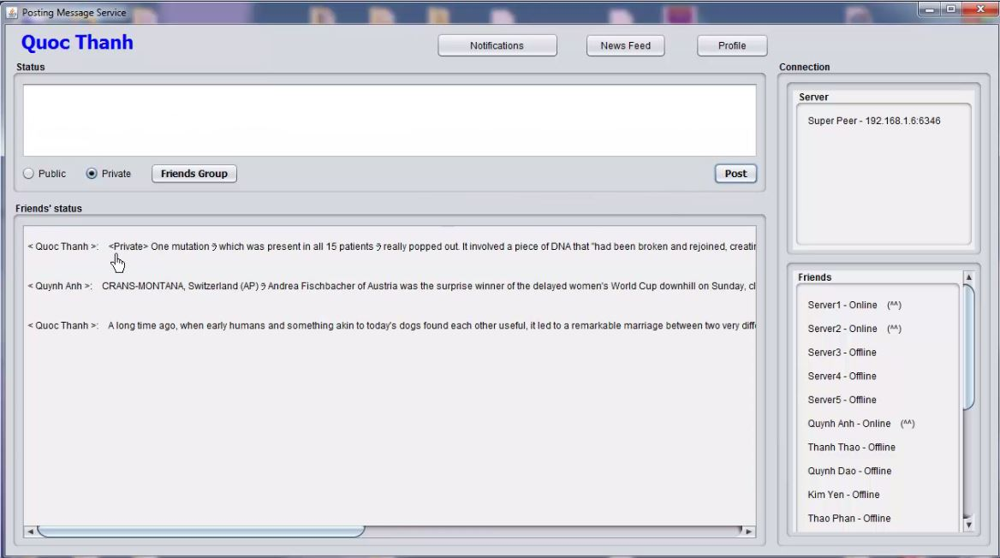 Posting Message Service
Quoc Thanh
Notifications
News Feed
Profile
Status
Public
Private
Friends Group
Post
Friends' status
< Quoc Thanh >: <Private> One mutation ? which was present in all 15 patients ? really popped out. It involved a piece of DNA that "had been broken and rejoined, creatin
< Quynh Anh >: CRANS-MONTANA, Switzerland (AP) ? Andrea Fischbacher of Austria was the surprise winner of the delayed women's World Cup downhill on Sunday, cl
< Quoc Thanh >: A long time ago, when early humans and something akin to today's dogs found each other useful, it led to a remarkable marriage between two very diffe
Connection
Server
Super Peer - 192.168.1.6:6346
Friends
Server1 - Online (^^)
Server2 - Online (^^)
Server3 - Offline
Server4 - Offline
Server5 - Offline
Quynh Anh - Online (^^)
Thanh Thao - Offline
Quynh Dao - Offline
Kim Yen - Offline
Thao Phan - Offline